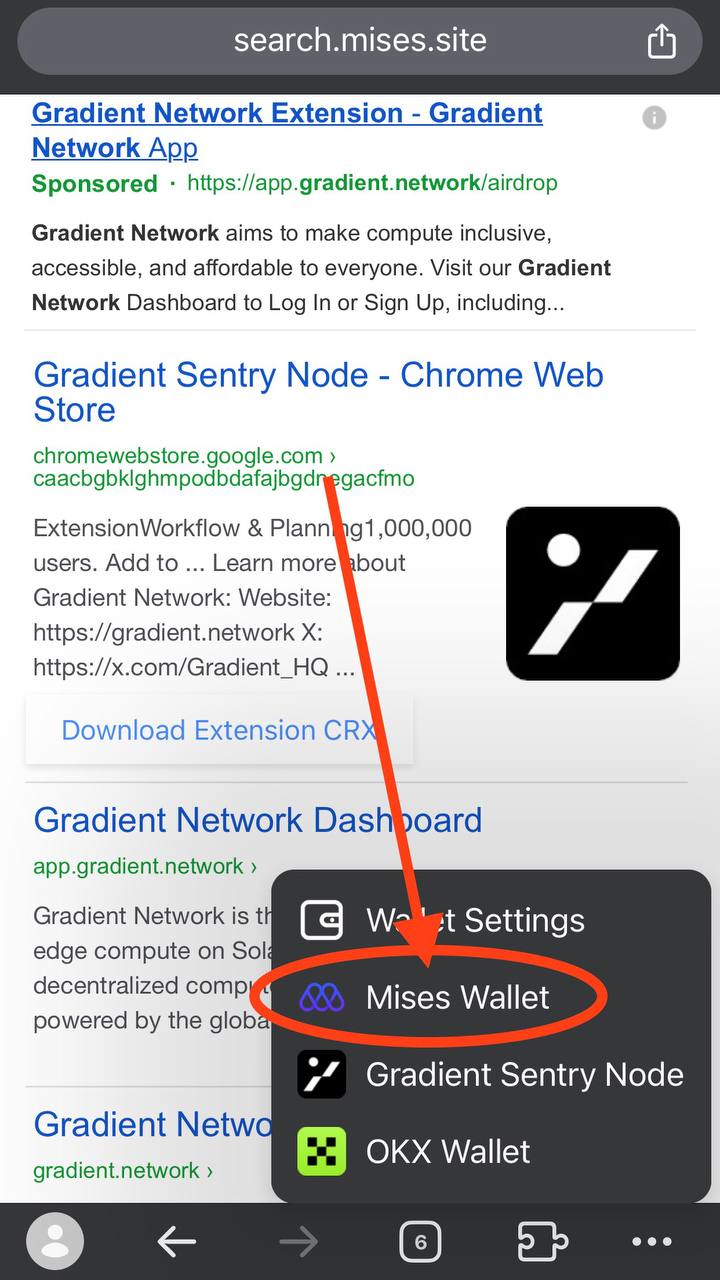 search.mises.site
Gradient Network Extension - Gradient
Network App
Sponsored · https://app.gradient.network/airdrop
Gradient Network aims to make compute inclusive,
accessible, and affordable to everyone. Visit our Gradient
Network Dashboard to Log In or Sign Up, including...
Gradient Sentry Node - Chrome Web
Store
chromewebstore.google.com ›
caacbgbklghmpodbdafajbgdnegacfmo
ExtensionWorkflow & Planning1,000,000
users. Add to ... Learn more about
Gradient Network: Website:
https://gradient.network X:
https://x.com/Gradient_HQ ...
Download Extension CRX
Gradient Network Dashboard
app.gradient.network ›
Gradient Network is th
edge compute on Sola
decentralized compu
powered by the globa
Wallet Settings
Mises Wallet
Gradient Sentry Node
OKX Wallet
Gradient Netwo
gradient.network ›
6